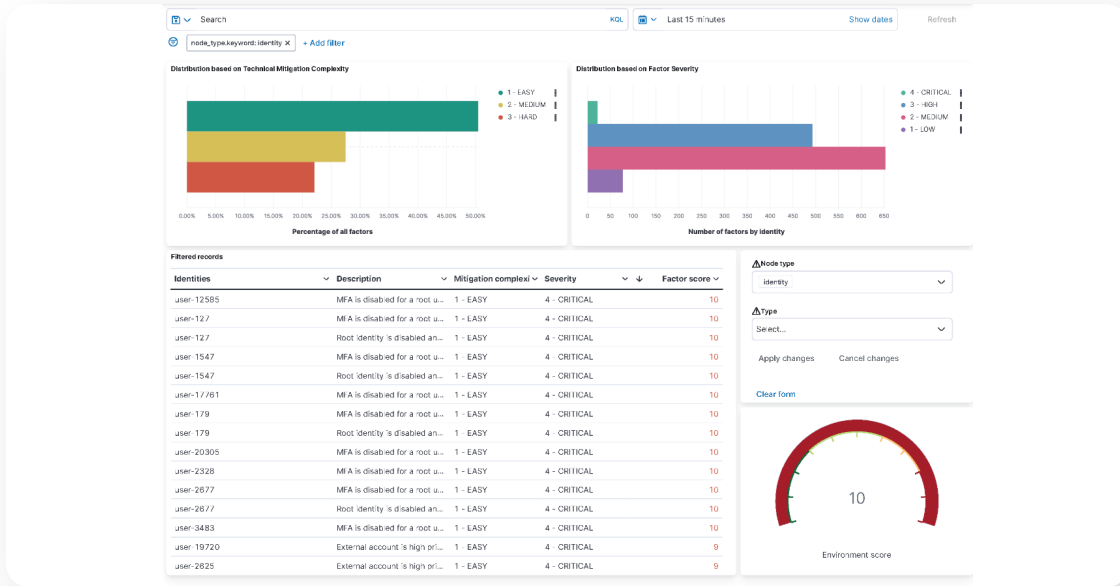 Search KQL Last 15 minutes Show dates Refresh
node_type.keyword: identity × + Add filter
Distribution based on Technical Mitigation Complexity
1 - EASY
2 - MEDIUM
3 - HARD
0.00% 5.00% 10.00% 15.00% 20.00% 25.00% 30.00% 35.00% 40.00% 45.00% 50.00%
Percentage of all factors
Distribution based on Factor Severity
4 - CRITICAL
3 - HIGH
2 - MEDIUM
1 - LOW
0 50 100 150 200 250 300 350 400 450 500 550 600 650
Number of factors by identity
Filtered records
Identities Description Mitigation complexi Severity Factor score
user-12585 MFA is disabled for a root u... 1 - EASY 4 - CRITICAL 10
user-127 MFA is disabled for a root u... 1 - EASY 4 - CRITICAL 10
user-127 Root identity is disabled an... 1 - EASY 4 - CRITICAL 10
user-1547 MFA is disabled for a root u... 1 - EASY 4 - CRITICAL 10
user-1547 Root identity is disabled an... 1 - EASY 4 - CRITICAL 10
user-17761 MFA is disabled for a root u... 1 - EASY 4 - CRITICAL 10
user-179 MFA is disabled for a root u... 1 - EASY 4 - CRITICAL 10
user-179 Root identity is disabled an... 1 - EASY 4 - CRITICAL 10
user-20305 MFA is disabled for a root u... 1 - EASY 4 - CRITICAL 10
user-2328 MFA is disabled for a root u... 1 - EASY 4 - CRITICAL 10
user-2677 MFA is disabled for a root u... 1 - EASY 4 - CRITICAL 10
user-2677 Root identity is disabled an... 1 - EASY 4 - CRITICAL 10
user-3483 MFA is disabled for a root u... 1 - EASY 4 - CRITICAL 10
user-19720 External account is high pri... 1 - EASY 4 - CRITICAL 9
user-2625 External account is high pri... 1 - EASY 4 - CRITICAL 9
Node type
identity
Type
Select...
Apply changes Cancel changes
Clear form
10
Environment score